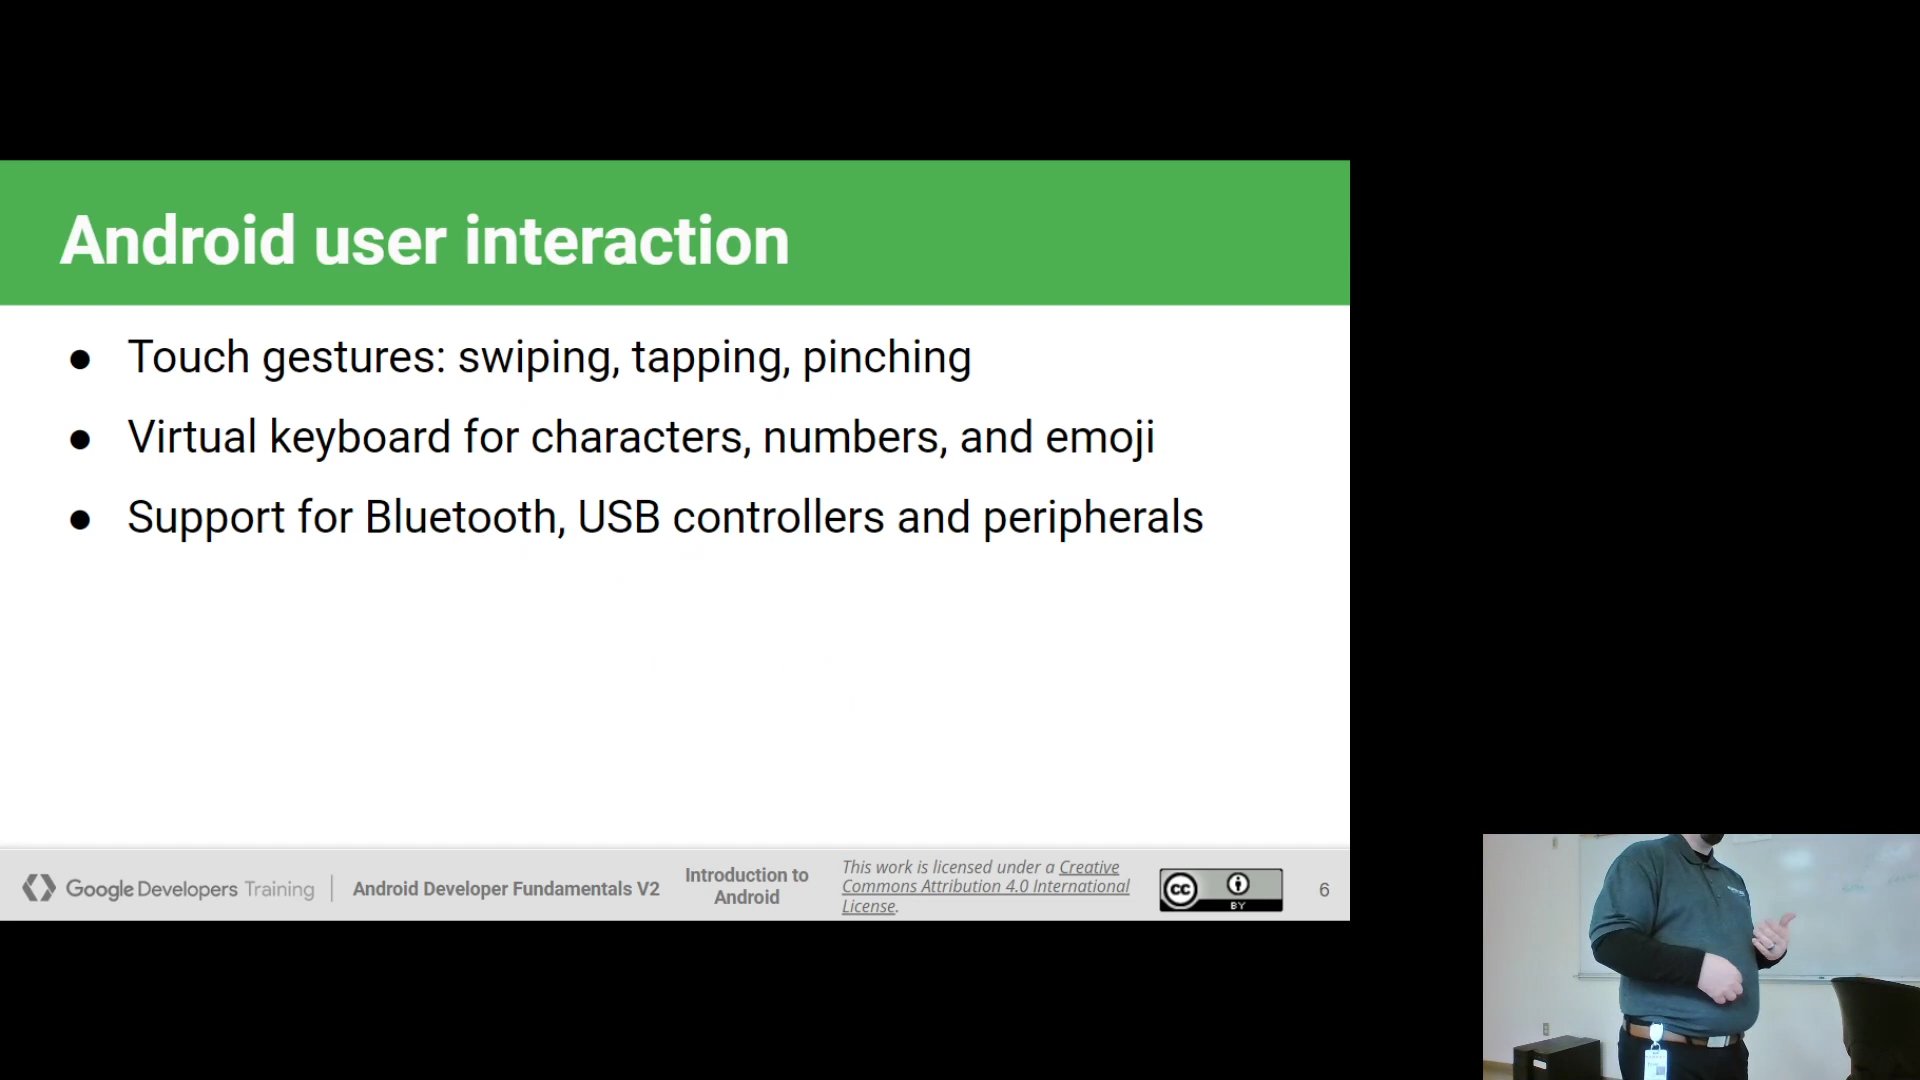 Android user interaction
● Touch gestures: swiping, tapping, pinching
● Virtual keyboard for characters, numbers, and emoji
● Support for Bluetooth, USB controllers and peripherals
Google Developers Training
Android Developer Fundamentals V2
Introduction to
Android
This work is licensed under a Creative
Commons Attribution 4.0 International
License.
CC
BY
6